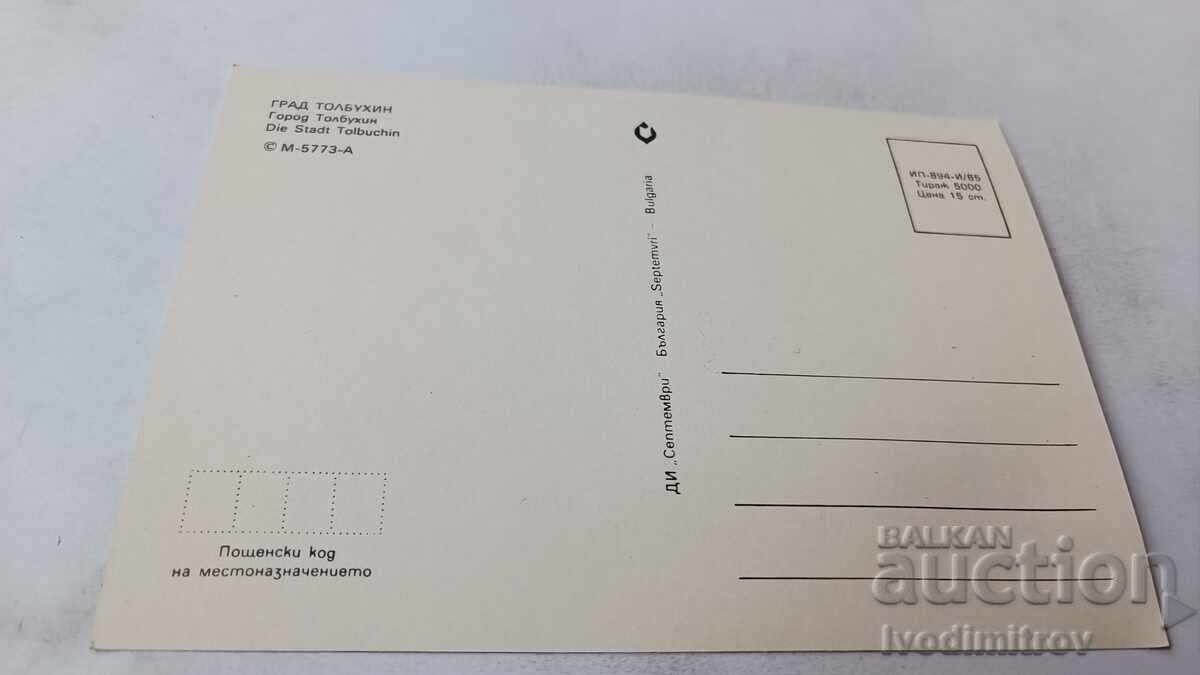 ГРАД ТОЛБУХИН
Город Толбухин
Die Stadt Tolbuchin
© М-5773-А
ДИ „Септември" България „Septemvri" – Bulgaria
ИП-894-И/85
Тираж 5000
Цена 15 ст.
Пощенски код
на местоназначението
BALKAN
auction
Ivodimitrov